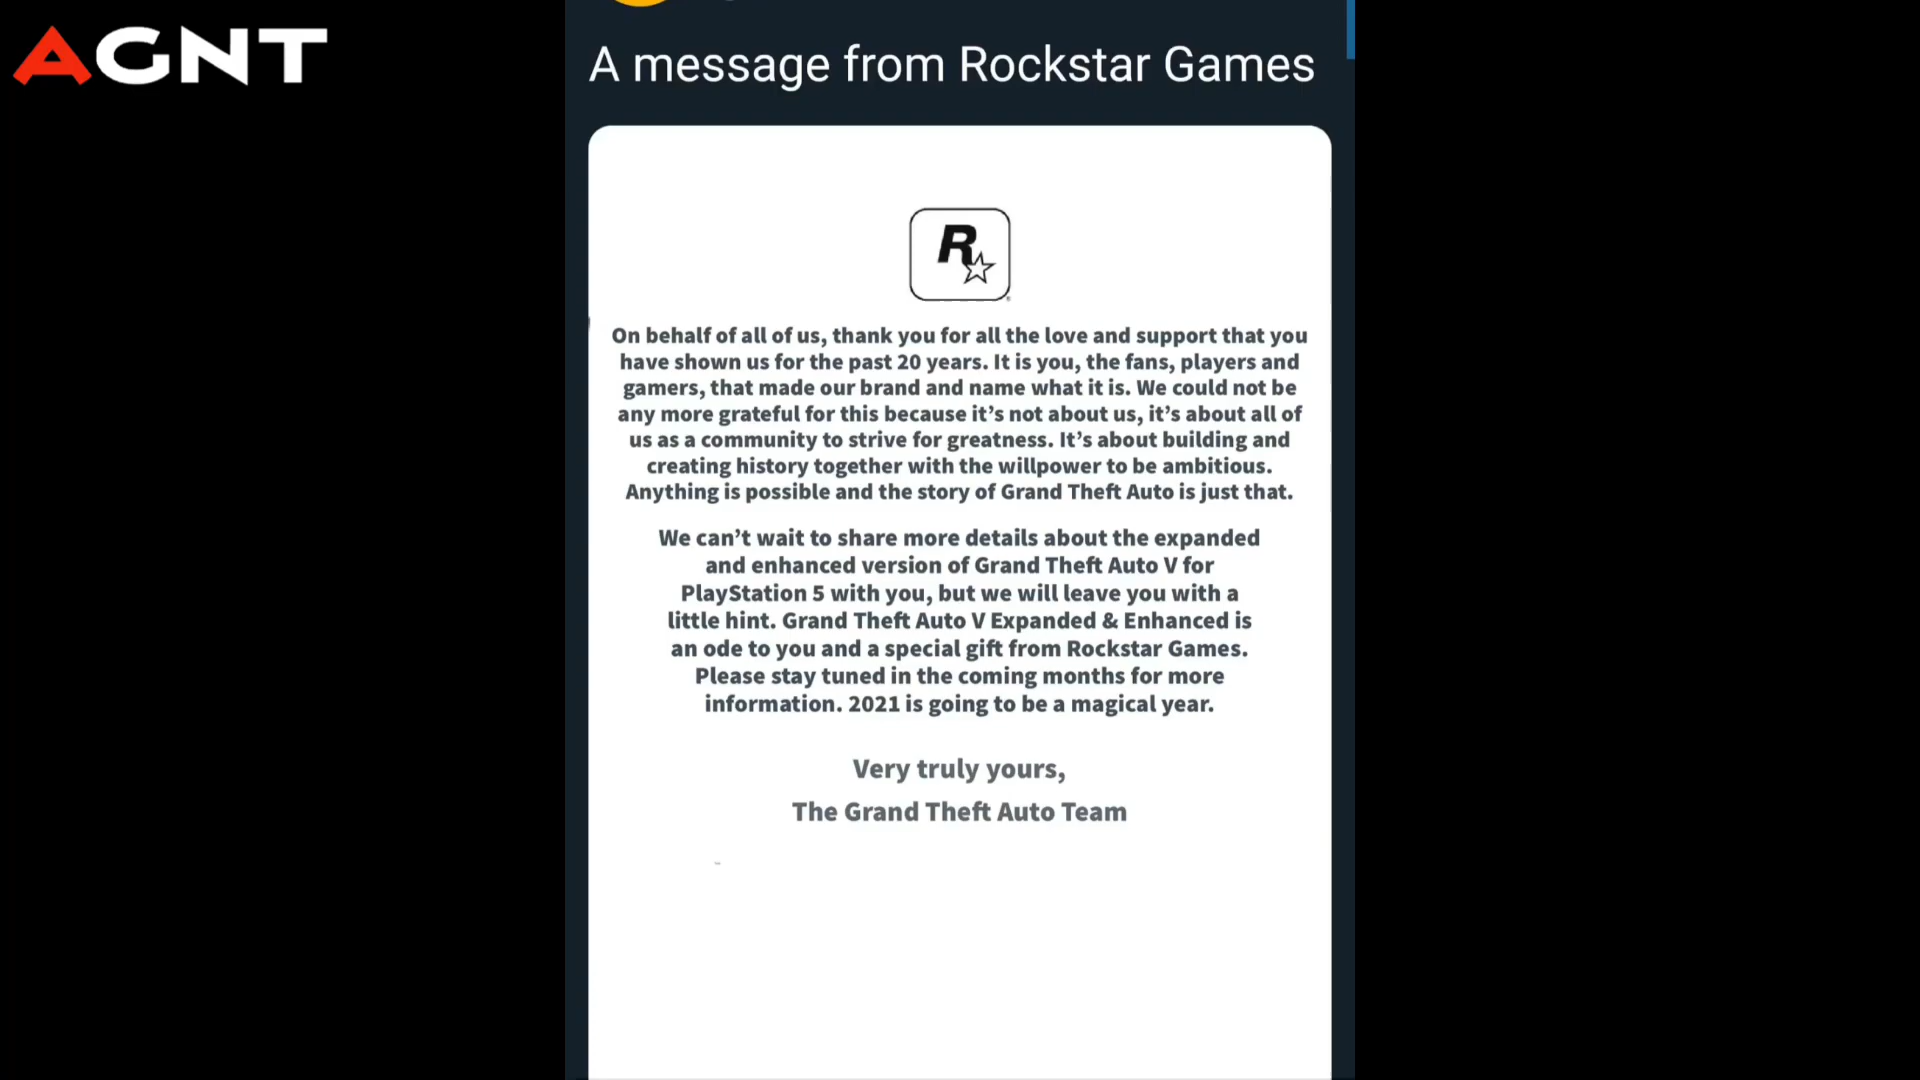 AGNT
A message from Rockstar Games
R
On behalf of all of us, thank you for all the love and support that you
have shown us for the past 20 years. It is you, the fans, players and
gamers, that made our brand and name what it is. We could not be
any more grateful for this because it’s not about us, it’s about all of
us as a community to strive for greatness. It’s about building and
creating history together with the willpower to be ambitious.
Anything is possible and the story of Grand Theft Auto is just that.
We can’t wait to share more details about the expanded
and enhanced version of Grand Theft Auto V for
PlayStation 5 with you, but we will leave you with a
little hint. Grand Theft Auto V Expanded & Enhanced is
an ode to you and a special gift from Rockstar Games.
Please stay tuned in the coming months for more
information. 2021 is going to be a magical year.
Very truly yours,
The Grand Theft Auto Team